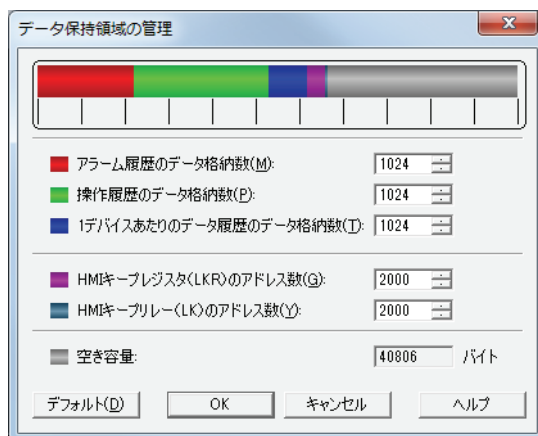 データ保持領域の管理
アラーム履歴のデータ格納数(M): 1024
操作履歴のデータ格納数(P): 1024
1デバイスあたりのデータ履歴のデータ格納数(T): 1024
HMIキープレジスタ(LKR)のアドレス数(G): 2000
HMIキープリレー(LK)のアドレス数(Y): 2000
空き容量: 40806 バイト
デフォルト(D) OK キャンセル ヘルプ